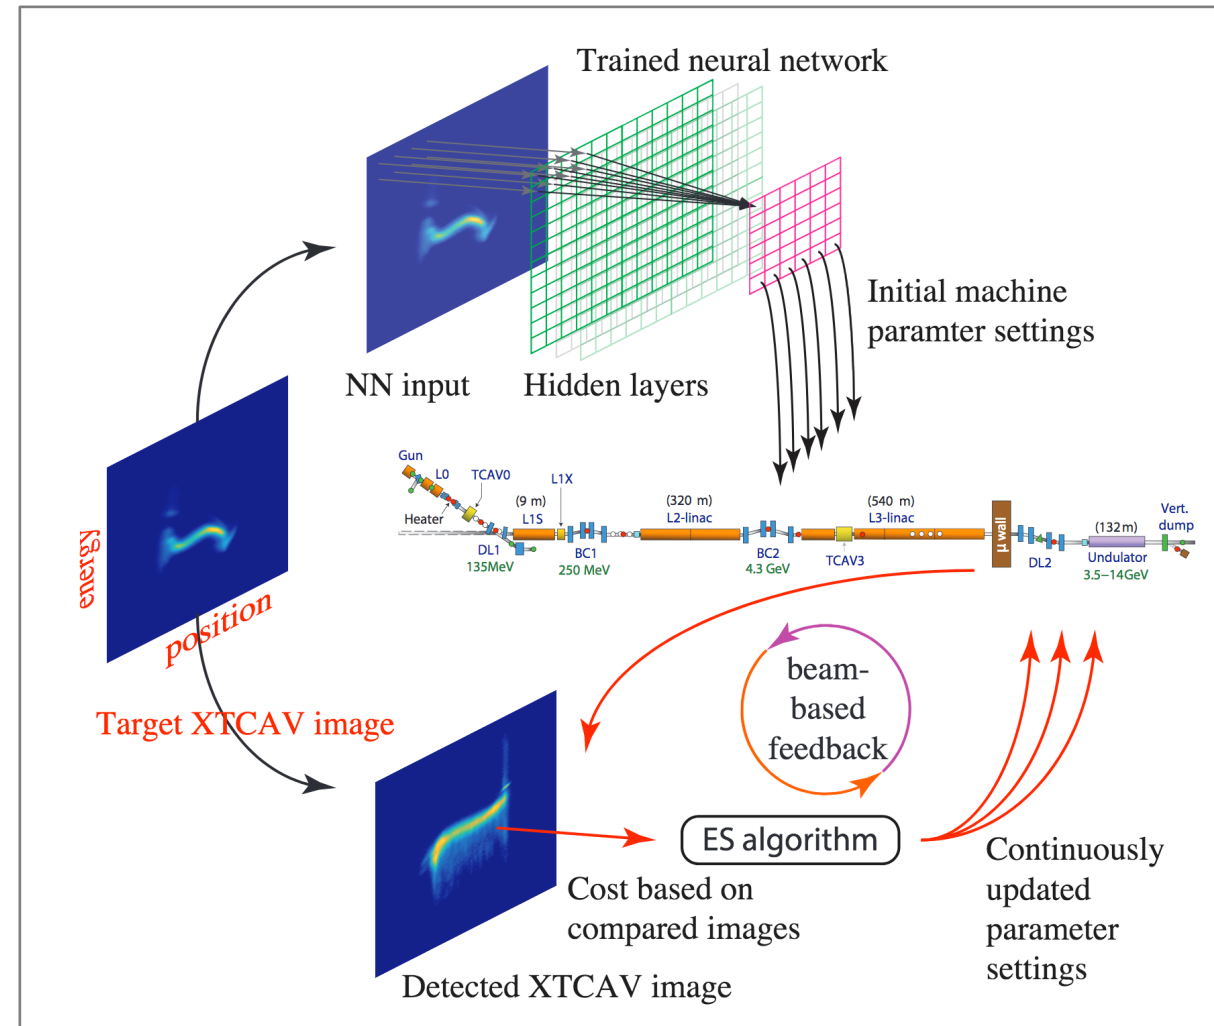 Trained neural network
Initial machine
paramter settings
NN input
Hidden layers
Gun
L0
TCAV0
L1X
Heater
(9 m)
L1S
(320 m)
L2-linac
(540 m)
L3-linac
DL1
135MeV
BC1
250 MeV
BC2
4.3 GeV
TCAV3
μ wall
DL2
(132m)
Undulator
3.5–14GeV
Vert.
dump
energy
position
Target XTCAV image
beam-
based
feedback
ES algorithm
Cost based on
compared images
Continuously
updated
parameter
settings
Detected XTCAV image